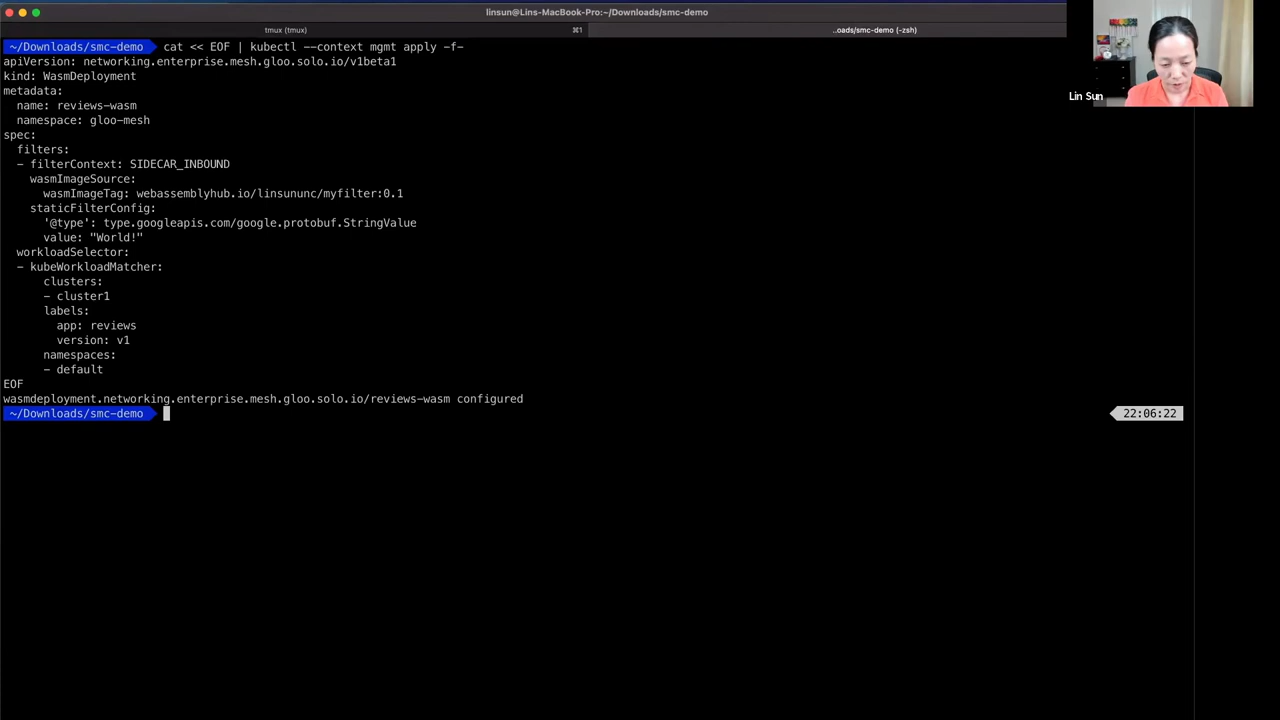 linsun@Lins-MacBook-Pro:~/Downloads/smc-demo
tmux (tmux)
⌘1
..oads/smc-demo (-zsh)
~/Downloads/smc-demo cat << EOF | kubectl --context mgmt apply -f-
apiVersion: networking.enterprise.mesh.gloo.solo.io/v1beta1
kind: WasmDeployment
metadata:
  name: reviews-wasm
  namespace: gloo-mesh
spec:
  filters:
  - filterContext: SIDECAR_INBOUND
    wasmImageSource:
      wasmImageTag: webassemblyhub.io/linsununc/myfilter:0.1
    staticFilterConfig:
      '@type': type.googleapis.com/google.protobuf.StringValue
      value: "World!"
  workloadSelector:
  - kubeWorkloadMatcher:
      clusters:
      - cluster1
      labels:
        app: reviews
        version: v1
      namespaces:
      - default
EOF
wasmdeployment.networking.enterprise.mesh.gloo.solo.io/reviews-wasm configured
~/Downloads/smc-demo
22:06:22
Lin Sun